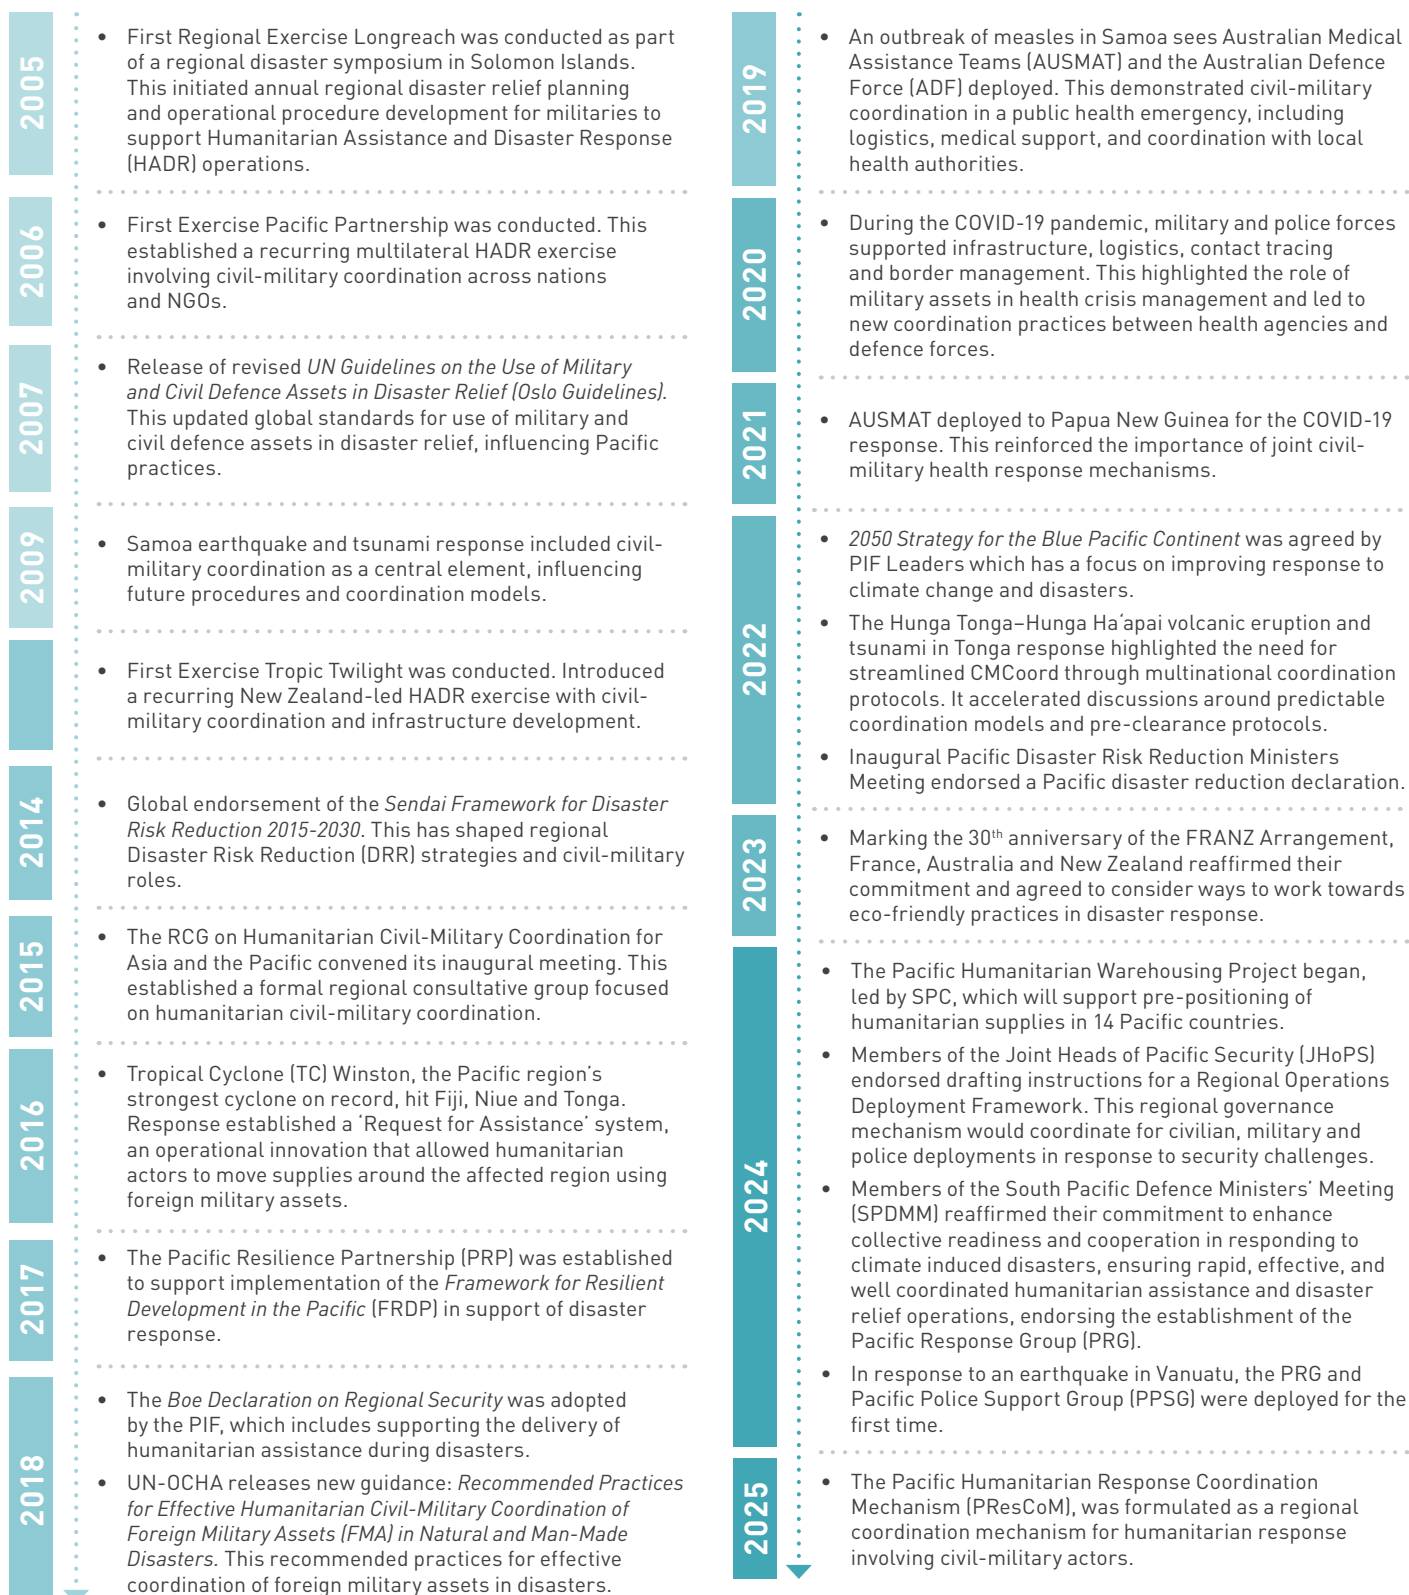 2005
• First Regional Exercise Longreach was conducted as part
of a regional disaster symposium in Solomon Islands.
This initiated annual regional disaster relief planning
and operational procedure development for militaries to
support Humanitarian Assistance and Disaster Response
(HADR) operations.
2006
• First Exercise Pacific Partnership was conducted. This
established a recurring multilateral HADR exercise
involving civil-military coordination across nations
and NGOs.
2007
• Release of revised UN Guidelines on the Use of Military
and Civil Defence Assets in Disaster Relief (Oslo Guidelines).
This updated global standards for use of military and
civil defence assets in disaster relief, influencing Pacific
practices.
2009
• Samoa earthquake and tsunami response included civil-
military coordination as a central element, influencing
future procedures and coordination models.
• First Exercise Tropic Twilight was conducted. Introduced
a recurring New Zealand-led HADR exercise with civil-
military coordination and infrastructure development.
2014
• Global endorsement of the Sendai Framework for Disaster
Risk Reduction 2015-2030. This has shaped regional
Disaster Risk Reduction (DRR) strategies and civil-military
roles.
2015
• The RCG on Humanitarian Civil-Military Coordination for
Asia and the Pacific convened its inaugural meeting. This
established a formal regional consultative group focused
on humanitarian civil-military coordination.
2016
• Tropical Cyclone (TC) Winston, the Pacific region's
strongest cyclone on record, hit Fiji, Niue and Tonga.
Response established a 'Request for Assistance' system,
an operational innovation that allowed humanitarian
actors to move supplies around the affected region using
foreign military assets.
2017
• The Pacific Resilience Partnership (PRP) was established
to support implementation of the Framework for Resilient
Development in the Pacific (FRDP) in support of disaster
response.
2018
• The Boe Declaration on Regional Security was adopted
by the PIF, which includes supporting the delivery of
humanitarian assistance during disasters.
• UN-OCHA releases new guidance: Recommended Practices
for Effective Humanitarian Civil-Military Coordination of
Foreign Military Assets (FMA) in Natural and Man-Made
Disasters. This recommended practices for effective
coordination of foreign military assets in disasters.
2019
• An outbreak of measles in Samoa sees Australian Medical
Assistance Teams (AUSMAT) and the Australian Defence
Force (ADF) deployed. This demonstrated civil-military
coordination in a public health emergency, including
logistics, medical support, and coordination with local
health authorities.
2020
• During the COVID-19 pandemic, military and police forces
supported infrastructure, logistics, contact tracing
and border management. This highlighted the role of
military assets in health crisis management and led to
new coordination practices between health agencies and
defence forces.
2021
• AUSMAT deployed to Papua New Guinea for the COVID-19
response. This reinforced the importance of joint civil-
military health response mechanisms.
2022
• 2050 Strategy for the Blue Pacific Continent was agreed by
PIF Leaders which has a focus on improving response to
climate change and disasters.
• The Hunga Tonga–Hunga Ha'apai volcanic eruption and
tsunami in Tonga response highlighted the need for
streamlined CMCoord through multinational coordination
protocols. It accelerated discussions around predictable
coordination models and pre-clearance protocols.
• Inaugural Pacific Disaster Risk Reduction Ministers
Meeting endorsed a Pacific disaster reduction declaration.
2023
• Marking the 30th anniversary of the FRANZ Arrangement,
France, Australia and New Zealand reaffirmed their
commitment and agreed to consider ways to work towards
eco-friendly practices in disaster response.
2024
• The Pacific Humanitarian Warehousing Project began,
led by SPC, which will support pre-positioning of
humanitarian supplies in 14 Pacific countries.
• Members of the Joint Heads of Pacific Security (JHoPS)
endorsed drafting instructions for a Regional Operations
Deployment Framework. This regional governance
mechanism would coordinate for civilian, military and
police deployments in response to security challenges.
• Members of the South Pacific Defence Ministers' Meeting
(SPDMM) reaffirmed their commitment to enhance
collective readiness and cooperation in responding to
climate induced disasters, ensuring rapid, effective, and
well coordinated humanitarian assistance and disaster
relief operations, endorsing the establishment of the
Pacific Response Group (PRG).
• In response to an earthquake in Vanuatu, the PRG and
Pacific Police Support Group (PPSG) were deployed for the
first time.
2025
• The Pacific Humanitarian Response Coordination
Mechanism (PResCoM), was formulated as a regional
coordination mechanism for humanitarian response
involving civil-military actors.